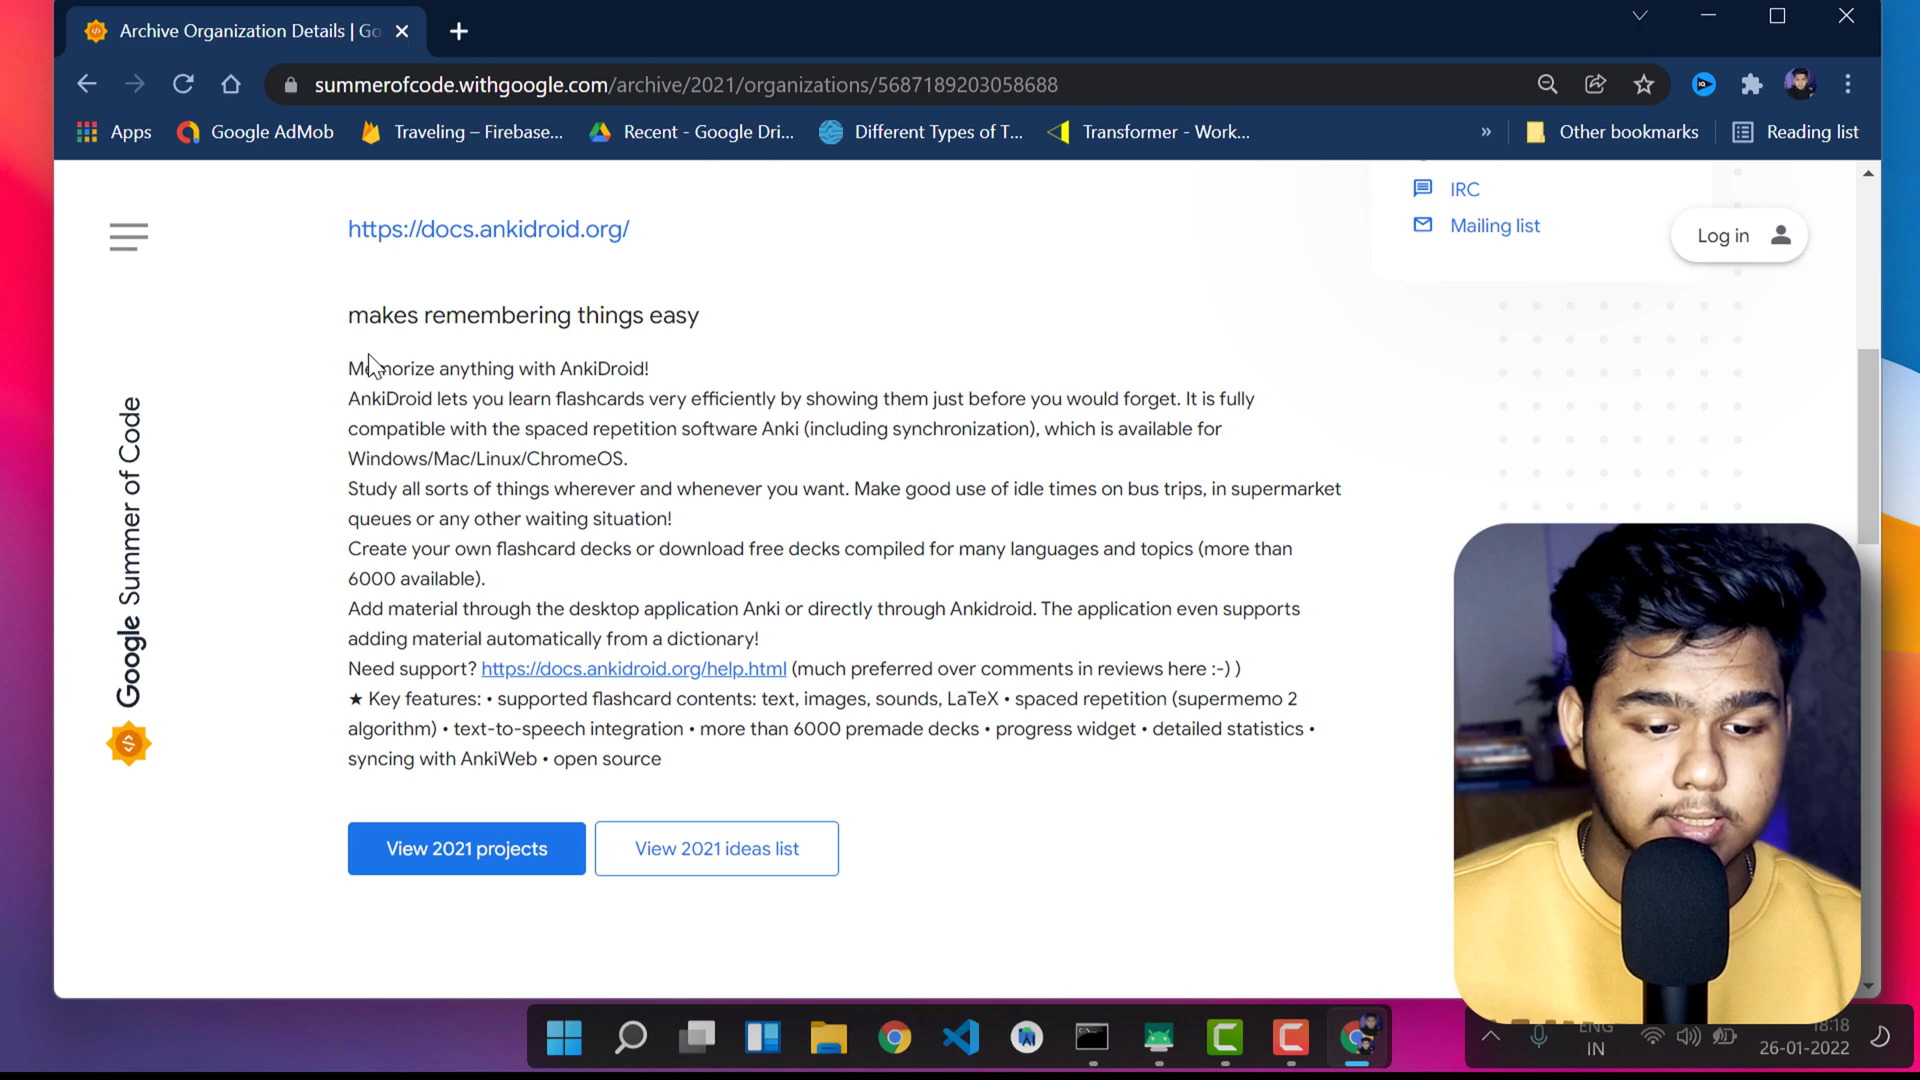 Archive Organization Details | Go
summerofcode.withgoogle.com/archive/2021/organizations/5687189203058688
Apps
Google AdMob
Traveling – Firebase...
Recent - Google Dri...
Different Types of T...
Transformer - Work...
»
Other bookmarks
Reading list
IRC
Mailing list
Log in
https://docs.ankidroid.org/
makes remembering things easy
Memorize anything with AnkiDroid!
AnkiDroid lets you learn flashcards very efficiently by showing them just before you would forget. It is fully
compatible with the spaced repetition software Anki (including synchronization), which is available for
Windows/Mac/Linux/ChromeOS.
Study all sorts of things wherever and whenever you want. Make good use of idle times on bus trips, in supermarket
queues or any other waiting situation!
Create your own flashcard decks or download free decks compiled for many languages and topics (more than
6000 available).
Add material through the desktop application Anki or directly through Ankidroid. The application even supports
adding material automatically from a dictionary!
Need support? https://docs.ankidroid.org/help.html (much preferred over comments in reviews here :-) )
★ Key features: • supported flashcard contents: text, images, sounds, LaTeX • spaced repetition (supermemo 2
algorithm) • text-to-speech integration • more than 6000 premade decks • progress widget • detailed statistics •
syncing with AnkiWeb • open source
View 2021 projects
View 2021 ideas list
Google Summer of Code
ENG
IN
18:18
26-01-2022